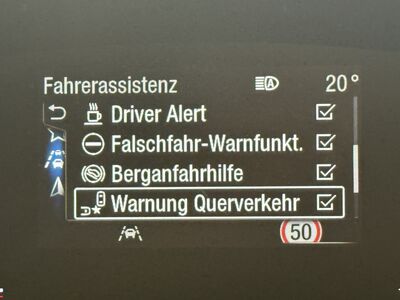 Fahrerassistenz A 20°
Driver Alert
Falschfahr-Warnfunkt.
Berganfahrhilfe
Warnung Querverkehr
50